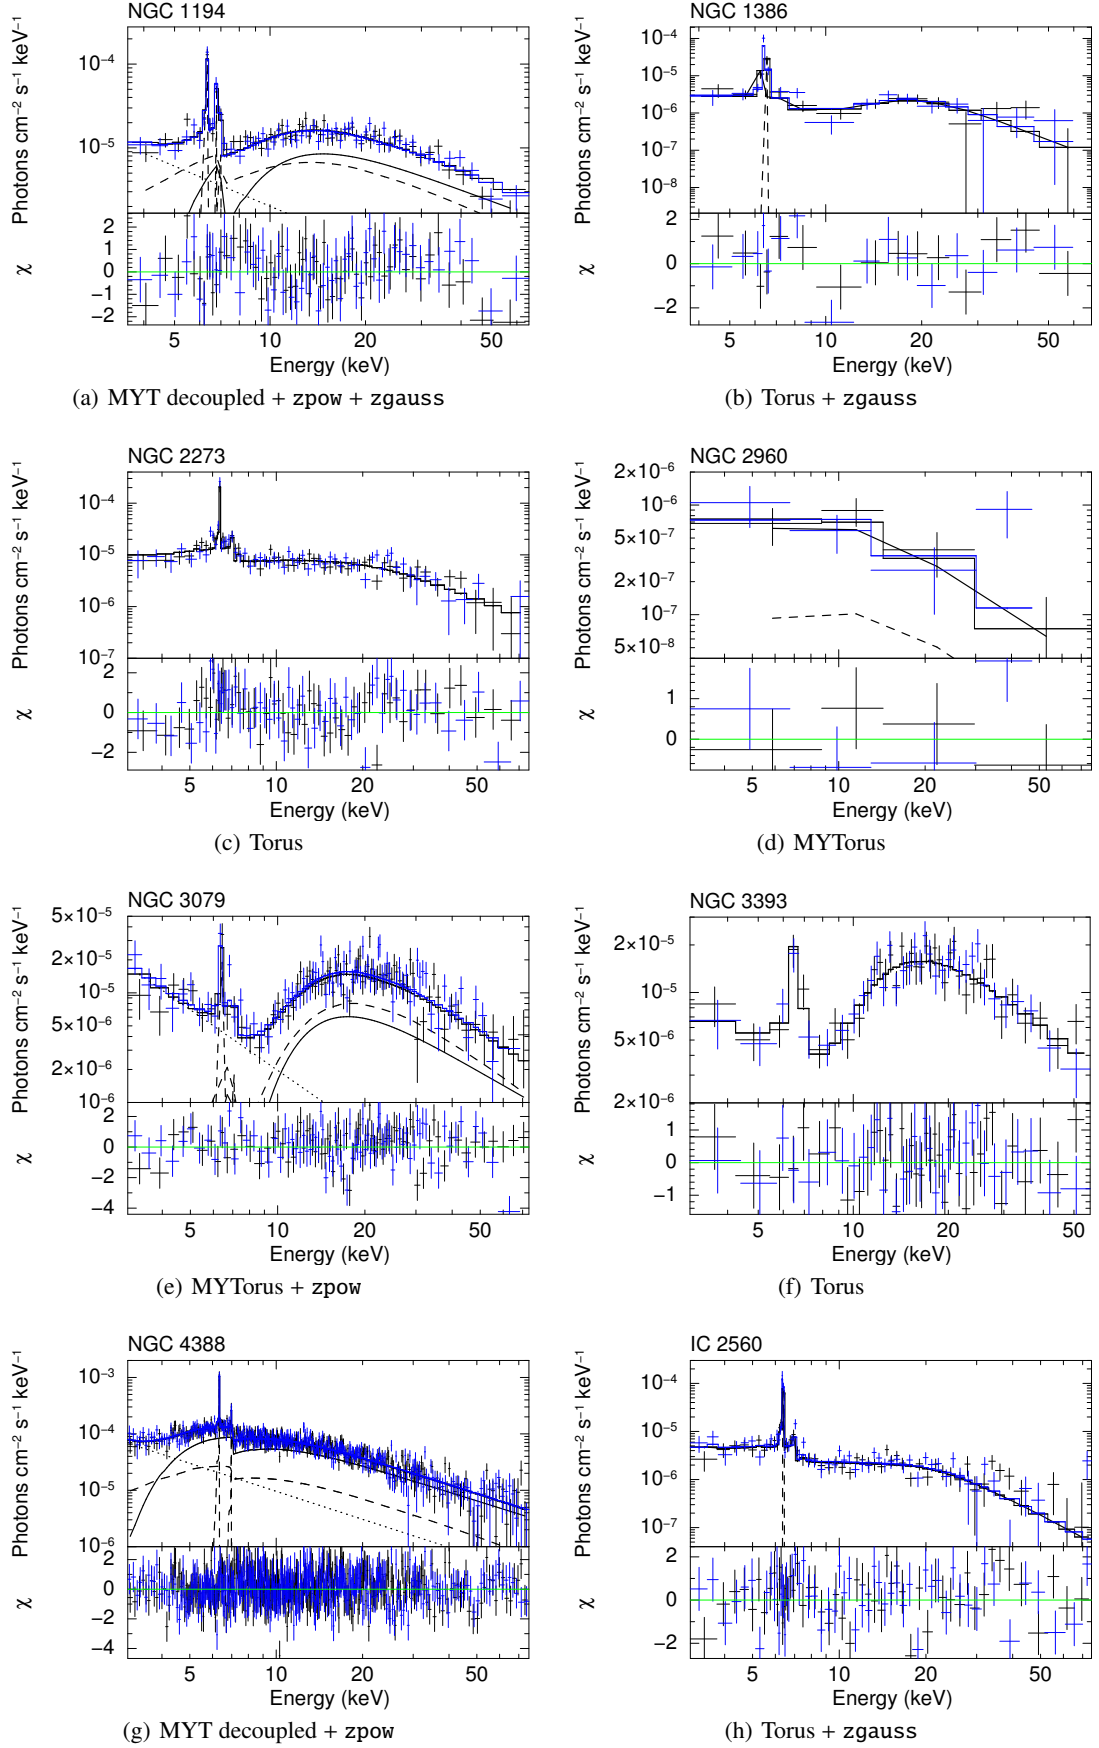 NGC 1194
Photons cm⁻² s⁻¹ keV⁻¹
10⁻⁴
10⁻⁵
χ
2
1
0
−1
−2
5 10 20 50
Energy (keV)
(a) MYT decoupled + zpow + zgauss
NGC 1386
Photons cm⁻² s⁻¹ keV⁻¹
10⁻⁴
10⁻⁵
10⁻⁶
10⁻⁷
10⁻⁸
χ
2
0
−2
5 10 20 50
Energy (keV)
(b) Torus + zgauss
NGC 2273
Photons cm⁻² s⁻¹ keV⁻¹
10⁻⁴
10⁻⁵
10⁻⁶
10⁻⁷
χ
2
0
−2
5 10 20 50
Energy (keV)
(c) Torus
NGC 2960
Photons cm⁻² s⁻¹ keV⁻¹
2×10⁻⁶
10⁻⁶
5×10⁻⁷
2×10⁻⁷
10⁻⁷
5×10⁻⁸
χ
1
0
5 10 20 50
Energy (keV)
(d) MYTorus
NGC 3079
Photons cm⁻² s⁻¹ keV⁻¹
5×10⁻⁵
2×10⁻⁵
10⁻⁵
5×10⁻⁶
2×10⁻⁶
10⁻⁶
χ
2
0
−2
−4
5 10 20 50
Energy (keV)
(e) MYTorus + zpow
NGC 3393
Photons cm⁻² s⁻¹ keV⁻¹
2×10⁻⁵
10⁻⁵
5×10⁻⁶
2×10⁻⁶
χ
1
0
−1
5 10 20 50
Energy (keV)
(f) Torus
NGC 4388
Photons cm⁻² s⁻¹ keV⁻¹
10⁻³
10⁻⁴
10⁻⁵
10⁻⁶
χ
2
0
−2
−4
5 10 20 50
Energy (keV)
(g) MYT decoupled + zpow
IC 2560
Photons cm⁻² s⁻¹ keV⁻¹
10⁻⁴
10⁻⁵
10⁻⁶
10⁻⁷
χ
2
0
−2
5 10 20 50
Energy (keV)
(h) Torus + zgauss